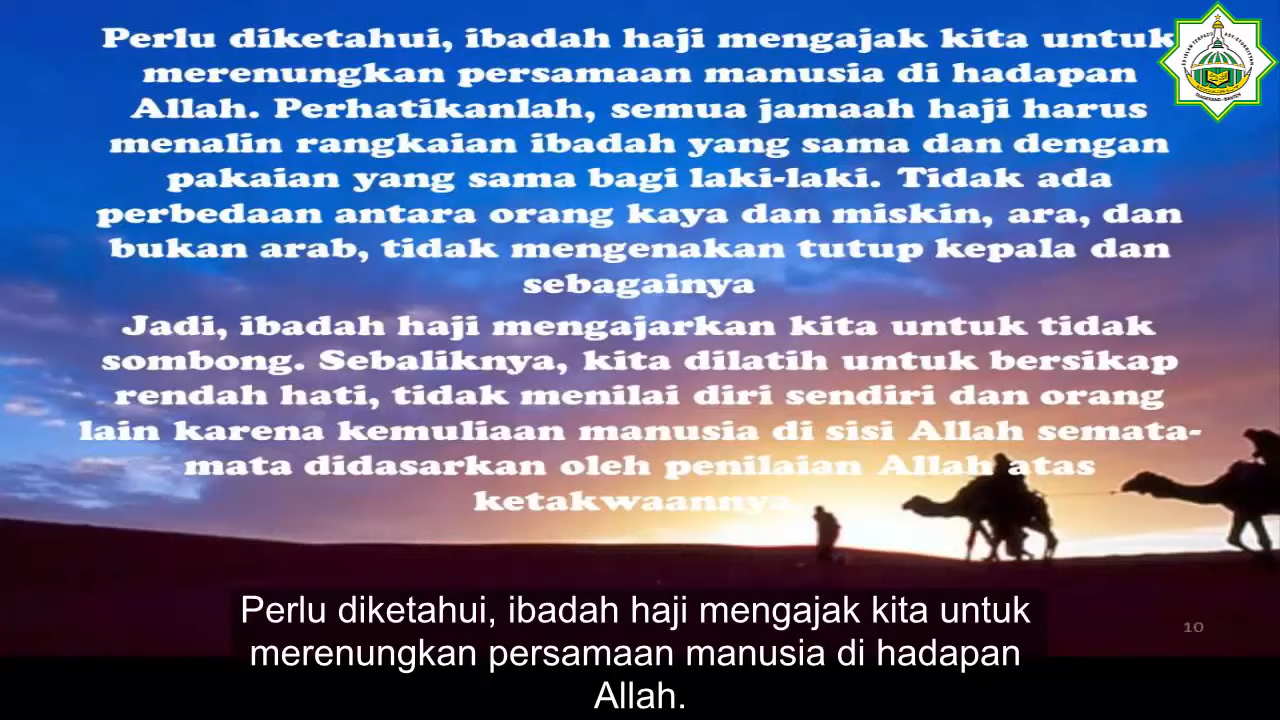 Perlu diketahui, ibadah haji mengajak kita untuk
merenungkan persamaan manusia di hadapan
Allah. Perhatikanlah, semua jamaah haji harus
menalin rangkaian ibadah yang sama dan dengan
pakaian yang sama bagi laki-laki. Tidak ada
perbedaan antara orang kaya dan miskin, ara, dan
bukan arab, tidak mengenakan tutup kepala dan
sebagainya
Jadi, ibadah haji mengajarkan kita untuk tidak
sombong. Sebaliknya, kita dilatih untuk bersikap
rendah hati, tidak menilai diri sendiri dan orang
lain karena kemuliaan manusia di sisi Allah semata-
mata didasarkan oleh penilaian Allah atas
ketakwaannya.
10
Perlu diketahui, ibadah haji mengajak kita untuk
merenungkan persamaan manusia di hadapan
Allah.